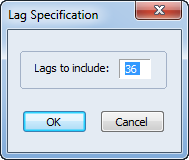 Lag Specification
Lags to include: 36
OK Cancel